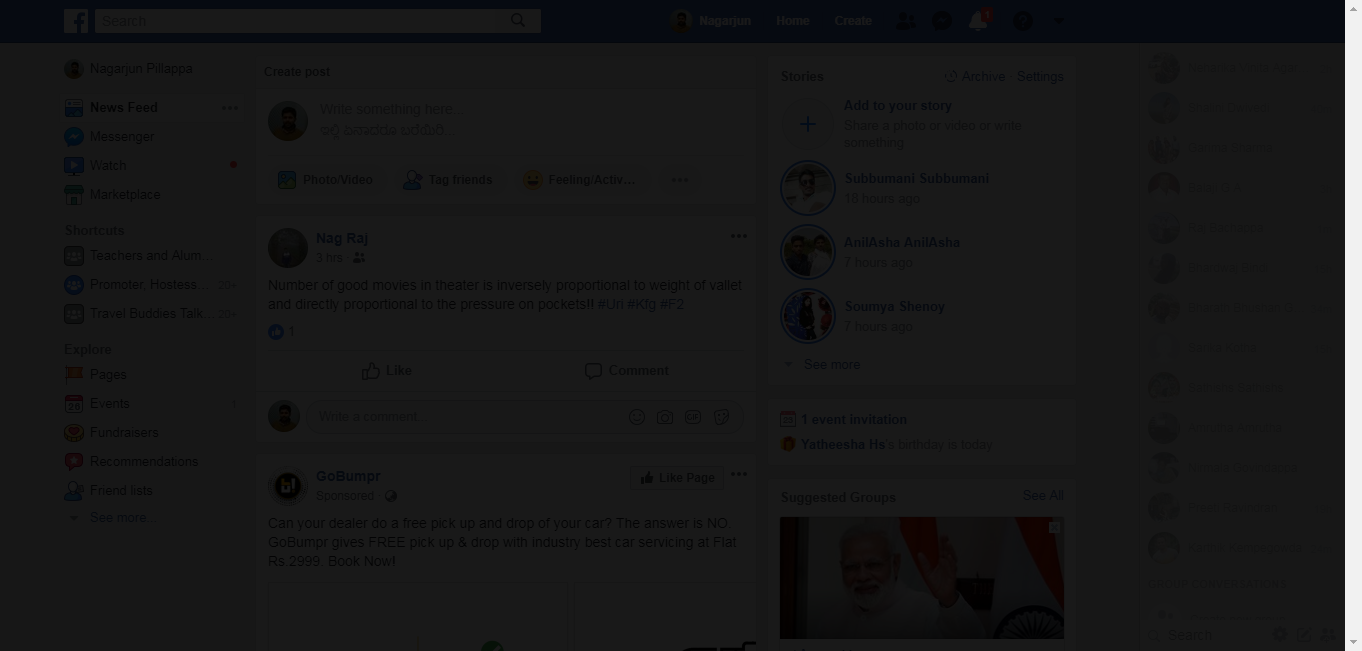 Search
Nagarjun
Home
Create
1
Nagarjun Pillappa
News Feed
Messenger
Watch
Marketplace
Shortcuts
Teachers and Alum...
Promoter, Hostess... 20+
Travel Buddies Talk... 20+
Explore
Pages
Events 1
Fundraisers
Recommendations
Friend lists
See more
Create post
Write something here...
Photo/Video
Tag friends
Feeling/Activ...
Nag Raj
3 hrs
Number of good movies in theater is inversely proportional to weight of vallet
and directly proportional to the pressure on pockets!! #Uri #Kfg #F2
1
Like
Comment
Write a comment...
GoBumpr
Sponsored
Like Page
Can your dealer do a free pick up and drop of your car? The answer is NO.
GoBumpr gives FREE pick up & drop with industry best car servicing at Flat
Rs.2999. Book Now!
Stories
Archive
Settings
Add to your story
Share a photo or video or write
something
Subbumani Subbumani
18 hours ago
AnilAsha AnilAsha
7 hours ago
Soumya Shenoy
7 hours ago
See more
1 event invitation
Yatheesha Hs's birthday is today
Suggested Groups
See All
GROUP CONVERSATIONS
Search